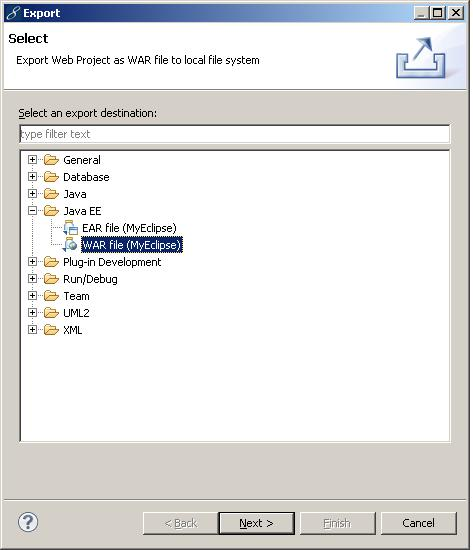 Export
Select
Export Web Project as WAR file to local file system
Select an export destination:
type filter text
General
Database
Java
Java EE
EAR file (MyEclipse)
WAR file (MyEclipse)
Plug-in Development
Run/Debug
Team
UML2
XML
?
< Back
Next >
Finish
Cancel